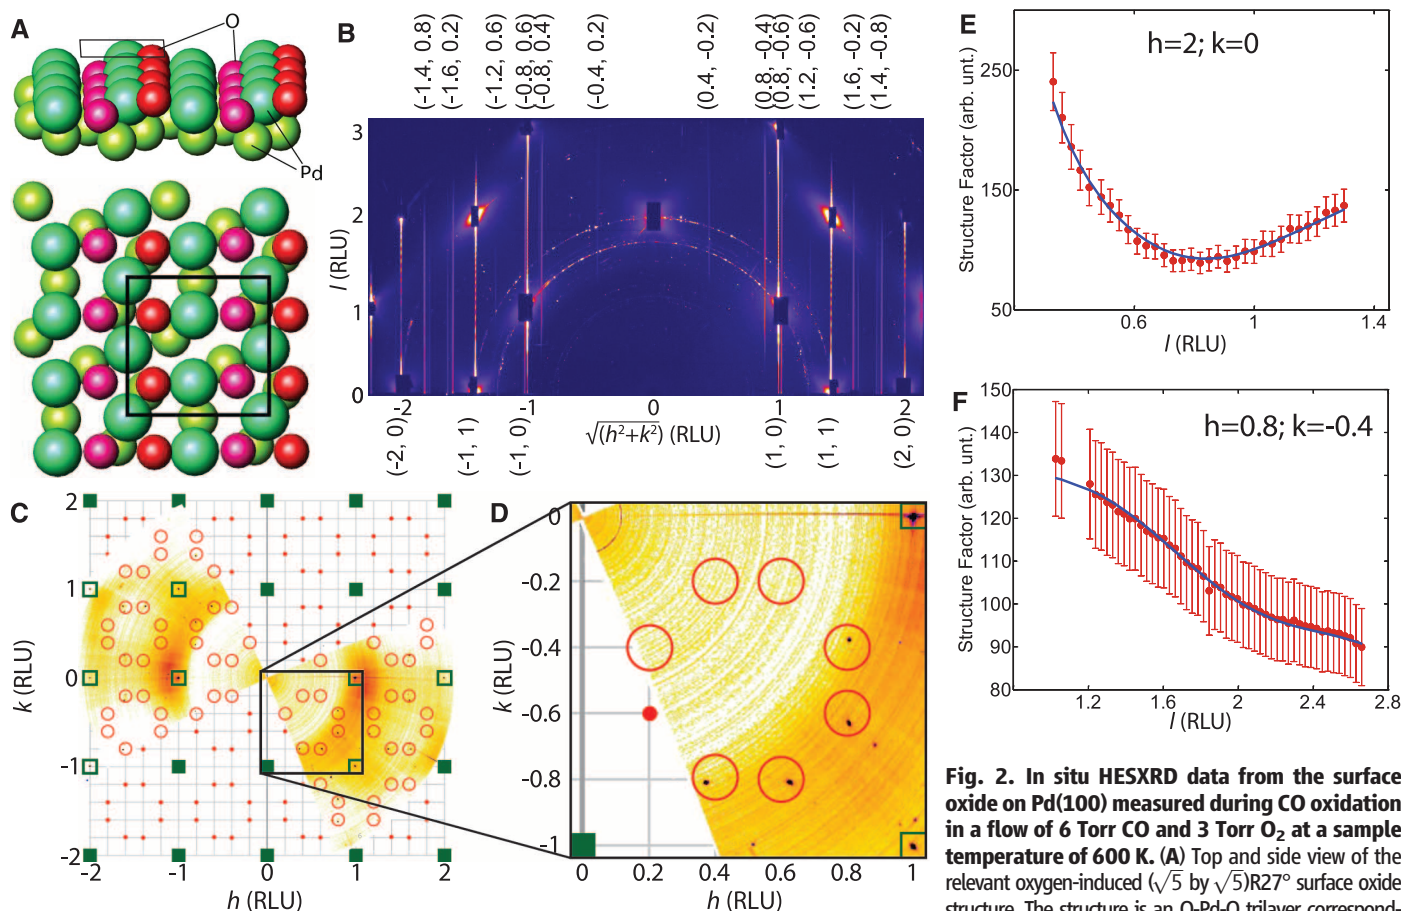 A
O
Pd
B
(-1.4, 0.8)
(-1.6, 0.2)
(-1.2, 0.6)
(-0.8, 0.6)
(-0.8, 0.4)
(-0.4, 0.2)
(0.4, -0.2)
(0.8, -0.4)
(0.8, -0.6)
(1.2, -0.6)
(1.6, -0.2)
(1.4, -0.8)
3
2
1
0
l (RLU)
-2
-1
0
1
2
√(h²+k²) (RLU)
(-2, 0)
(-1, 1)
(-1, 0)
(1, 0)
(1, 1)
(2, 0)
C
2
1
0
-1
-2
k (RLU)
-2
-1
0
1
2
h (RLU)
D
0
-0.2
-0.4
-0.6
-0.8
-1
k (RLU)
0
0.2
0.4
0.6
0.8
1
h (RLU)
E
h=2; k=0
250
150
50
Structure Factor (arb. unt.)
0.6
1
1.4
l (RLU)
F
h=0.8; k=-0.4
150
140
130
120
110
100
90
80
Structure Factor (arb. unt.)
1.2
1.6
2
2.4
2.8
l (RLU)
Fig. 2. In situ HESXRD data from the surface
oxide on Pd(100) measured during CO oxidation
in a flow of 6 Torr CO and 3 Torr O₂ at a sample
temperature of 600 K. (A) Top and side view of the
relevant oxygen-induced (√5 by √5)R27° surface oxide
structure. The structure is an O-Pd-O trilayer correspond-